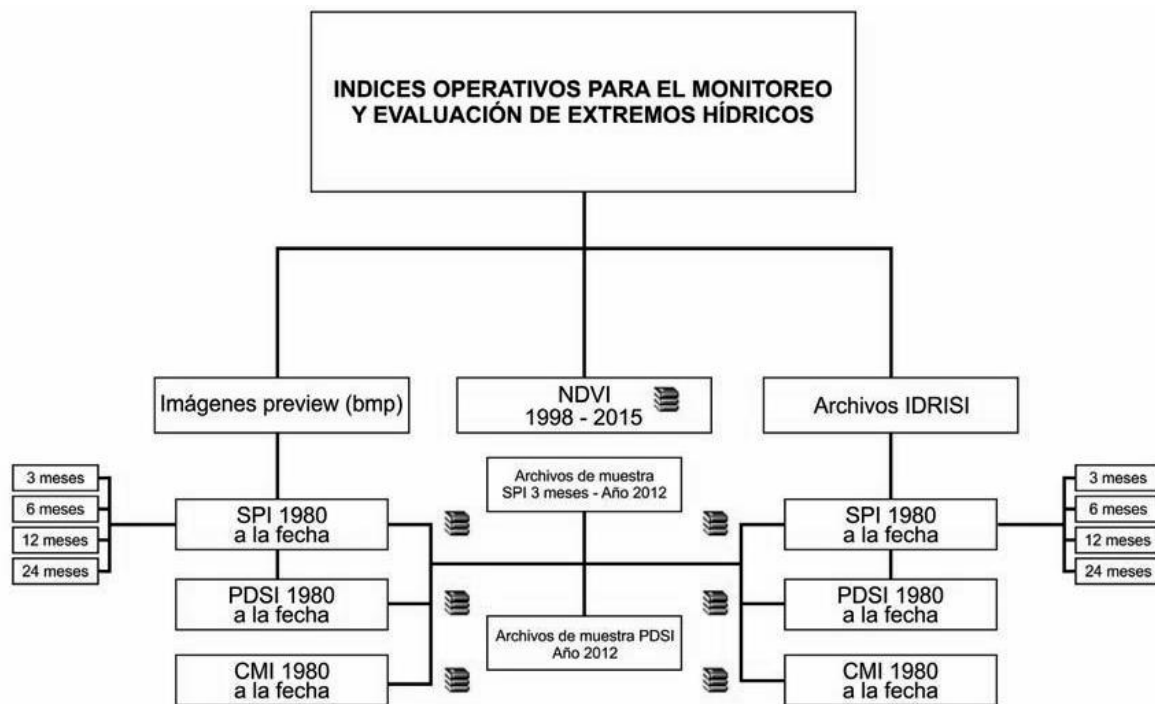 INDICES OPERATIVOS PARA EL MONITOREO
Y EVALUACIÓN DE EXTREMOS HÍDRICOS
Imágenes preview (bmp)
NDVI
1998 - 2015
Archivos IDRISI
3 meses
6 meses
12 meses
24 meses
SPI 1980
a la fecha
PDSI 1980
a la fecha
CMI 1980
a la fecha
Archivos de muestra
SPI 3 meses - Año 2012
Archivos de muestra PDSI
Año 2012
SPI 1980
a la fecha
PDSI 1980
a la fecha
CMI 1980
a la fecha
3 meses
6 meses
12 meses
24 meses